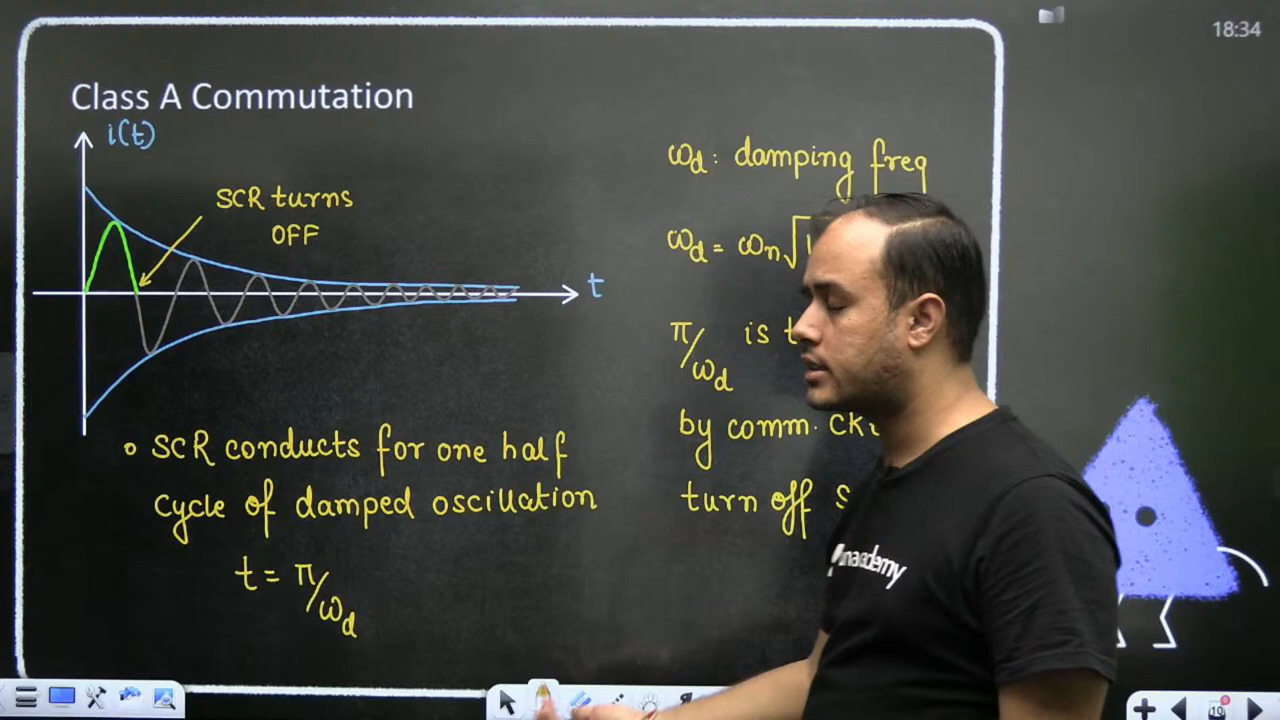 18:34
Class A Commutation
i(t)
SCR turns
OFF
t
• SCR conducts for one half
cycle of damped oscillation
t = π/ωd
ωd : damping freq
ωd = ωn√
π/ωd is
by comm.
turn off
unacademy
19